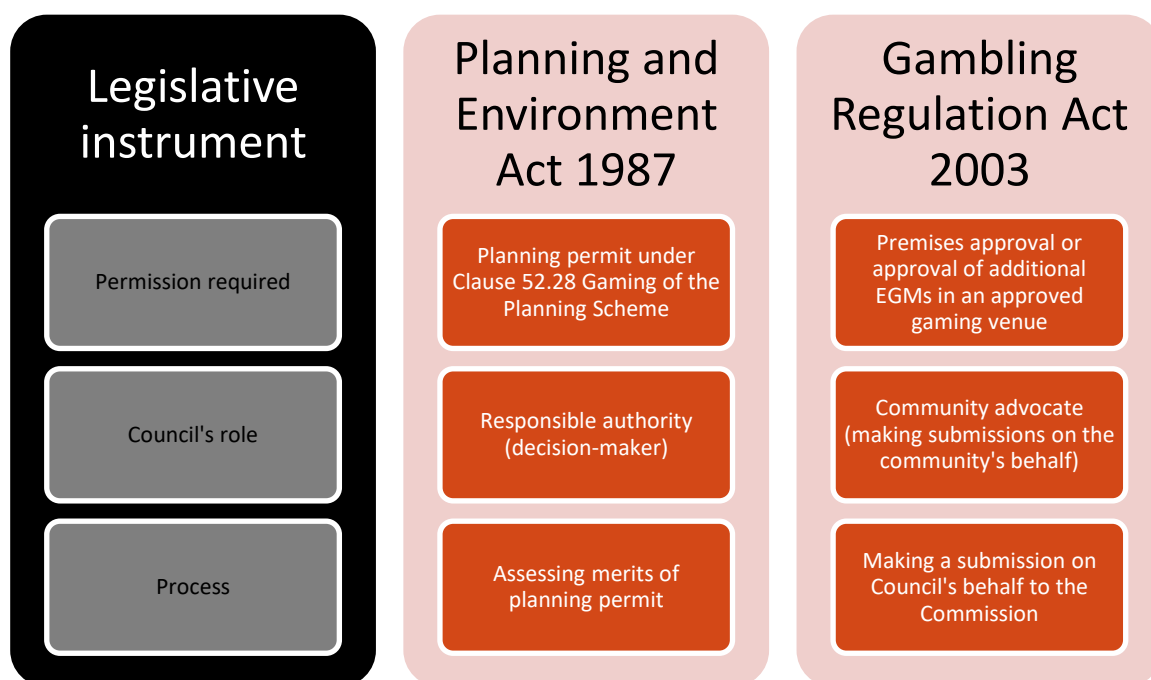 Legislative
instrument
Permission required
Council's role
Process
Planning and
Environment
Act 1987
Planning permit under
Clause 52.28 Gaming of the
Planning Scheme
Responsible authority
(decision-maker)
Assessing merits of
planning permit
Gambling
Regulation Act
2003
Premises approval or
approval of additional
EGMs in an approved
gaming venue
Community advocate
(making submissions on the
community's behalf)
Making a submission on
Council's behalf to the
Commission